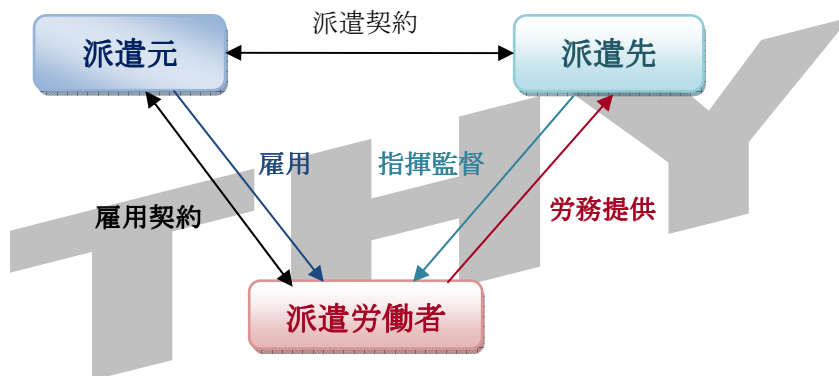 派遣契約
派遣元
派遣先
雇用
指揮監督
雇用契約
労務提供
派遣労働者
THY